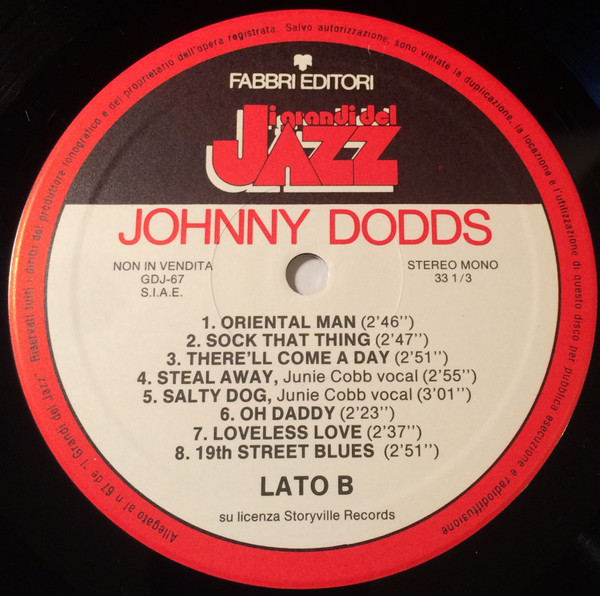 Riservati tutti i diritti del produttore fonografico e del proprietario dell'opera registrata. Salvo autorizzazione, sono vietate la duplicazione, la locazione e l'utilizzazione di questo disco per pubblica esecuzione e radiodiffusione
FABBRI EDITORI
i grandi del
JAZZ
JOHNNY DODDS
NON IN VENDITA
GDJ-67
S.I.A.E.
STEREO MONO
33 1/3
1. ORIENTAL MAN (2'46'')
2. SOCK THAT THING (2'47'')
3. THERE'LL COME A DAY (2'51'')
4. STEAL AWAY, Junie Cobb vocal (2'55'')
5. SALTY DOG, Junie Cobb vocal (3'01'')
6. OH DADDY (2'23'')
7. LOVELESS LOVE (2'37'')
8. 19th STREET BLUES (2'51'')
LATO B
su licenza Storyville Records
Allegato al n 67 de "I Grandi del Jazz".